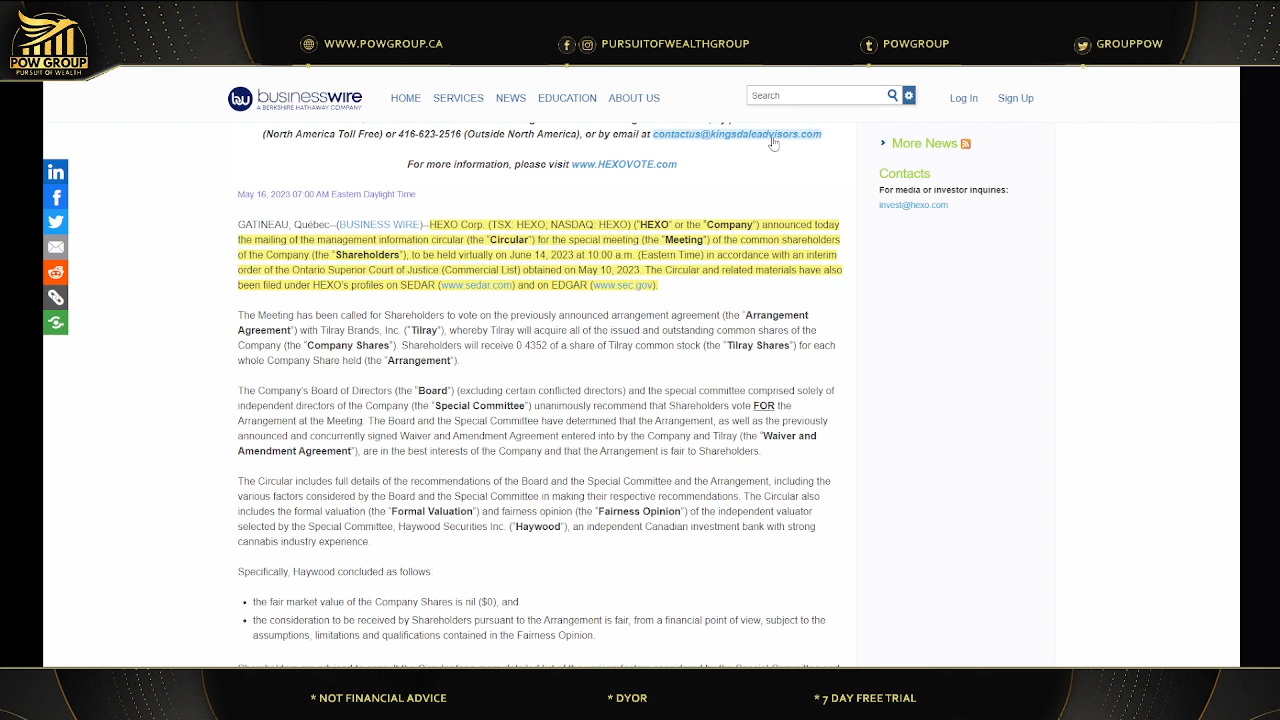 POW GROUP
PURSUIT OF WEALTH
WWW.POWGROUP.CA
PURSUITOFWEALTHGROUP
POWGROUP
GROUPPOW
businesswire
A BERKSHIRE HATHAWAY COMPANY
HOME SERVICES NEWS EDUCATION ABOUT US
Search
Log In Sign Up
(North America Toll Free) or 416-623-2516 (Outside North America), or by email at contactus@kingsdaleadvisors.com
For more information, please visit www.HEXOVOTE.com
More News
Contacts
For media or investor inquiries:
invest@hexo.com
May 16, 2023 07:00 AM Eastern Daylight Time
GATINEAU, Québec--(BUSINESS WIRE)--HEXO Corp. (TSX: HEXO, NASDAQ: HEXO) ("HEXO" or the "Company") announced today
the mailing of the management information circular (the "Circular") for the special meeting (the "Meeting") of the common shareholders
of the Company (the "Shareholders"), to be held virtually on June 14, 2023 at 10:00 a.m. (Eastern Time) in accordance with an interim
order of the Ontario Superior Court of Justice (Commercial List) obtained on May 10, 2023. The Circular and related materials have also
been filed under HEXO's profiles on SEDAR (www.sedar.com) and on EDGAR (www.sec.gov).
The Meeting has been called for Shareholders to vote on the previously announced arrangement agreement (the "Arrangement
Agreement") with Tilray Brands, Inc. ("Tilray"), whereby Tilray will acquire all of the issued and outstanding common shares of the
Company (the "Company Shares"). Shareholders will receive 0.4352 of a share of Tilray common stock (the "Tilray Shares") for each
whole Company Share held (the "Arrangement").
The Company's Board of Directors (the "Board") (excluding certain conflicted directors) and the special committee comprised solely of
independent directors of the Company (the "Special Committee") unanimously recommend that Shareholders vote FOR the
Arrangement at the Meeting. The Board and the Special Committee have determined that the Arrangement, as well as the previously
announced and concurrently signed Waiver and Amendment Agreement entered into by the Company and Tilray (the "Waiver and
Amendment Agreement"), are in the best interests of the Company and that the Arrangement is fair to Shareholders.
The Circular includes full details of the recommendations of the Board and the Special Committee and the Arrangement, including the
various factors considered by the Board and the Special Committee in making their respective recommendations. The Circular also
includes the formal valuation (the "Formal Valuation") and fairness opinion (the "Fairness Opinion") of the independent valuator
selected by the Special Committee, Haywood Securities Inc. ("Haywood"), an independent Canadian investment bank with strong
cannabis industry experience.
Specifically, Haywood concluded as follows:
• the fair market value of the Company Shares is nil ($0), and
• the consideration to be received by Shareholders pursuant to the Arrangement is fair, from a financial point of view, subject to the
assumptions, limitations and qualifications contained in the Fairness Opinion.
* NOT FINANCIAL ADVICE
* DYOR
* 7 DAY FREE TRIAL